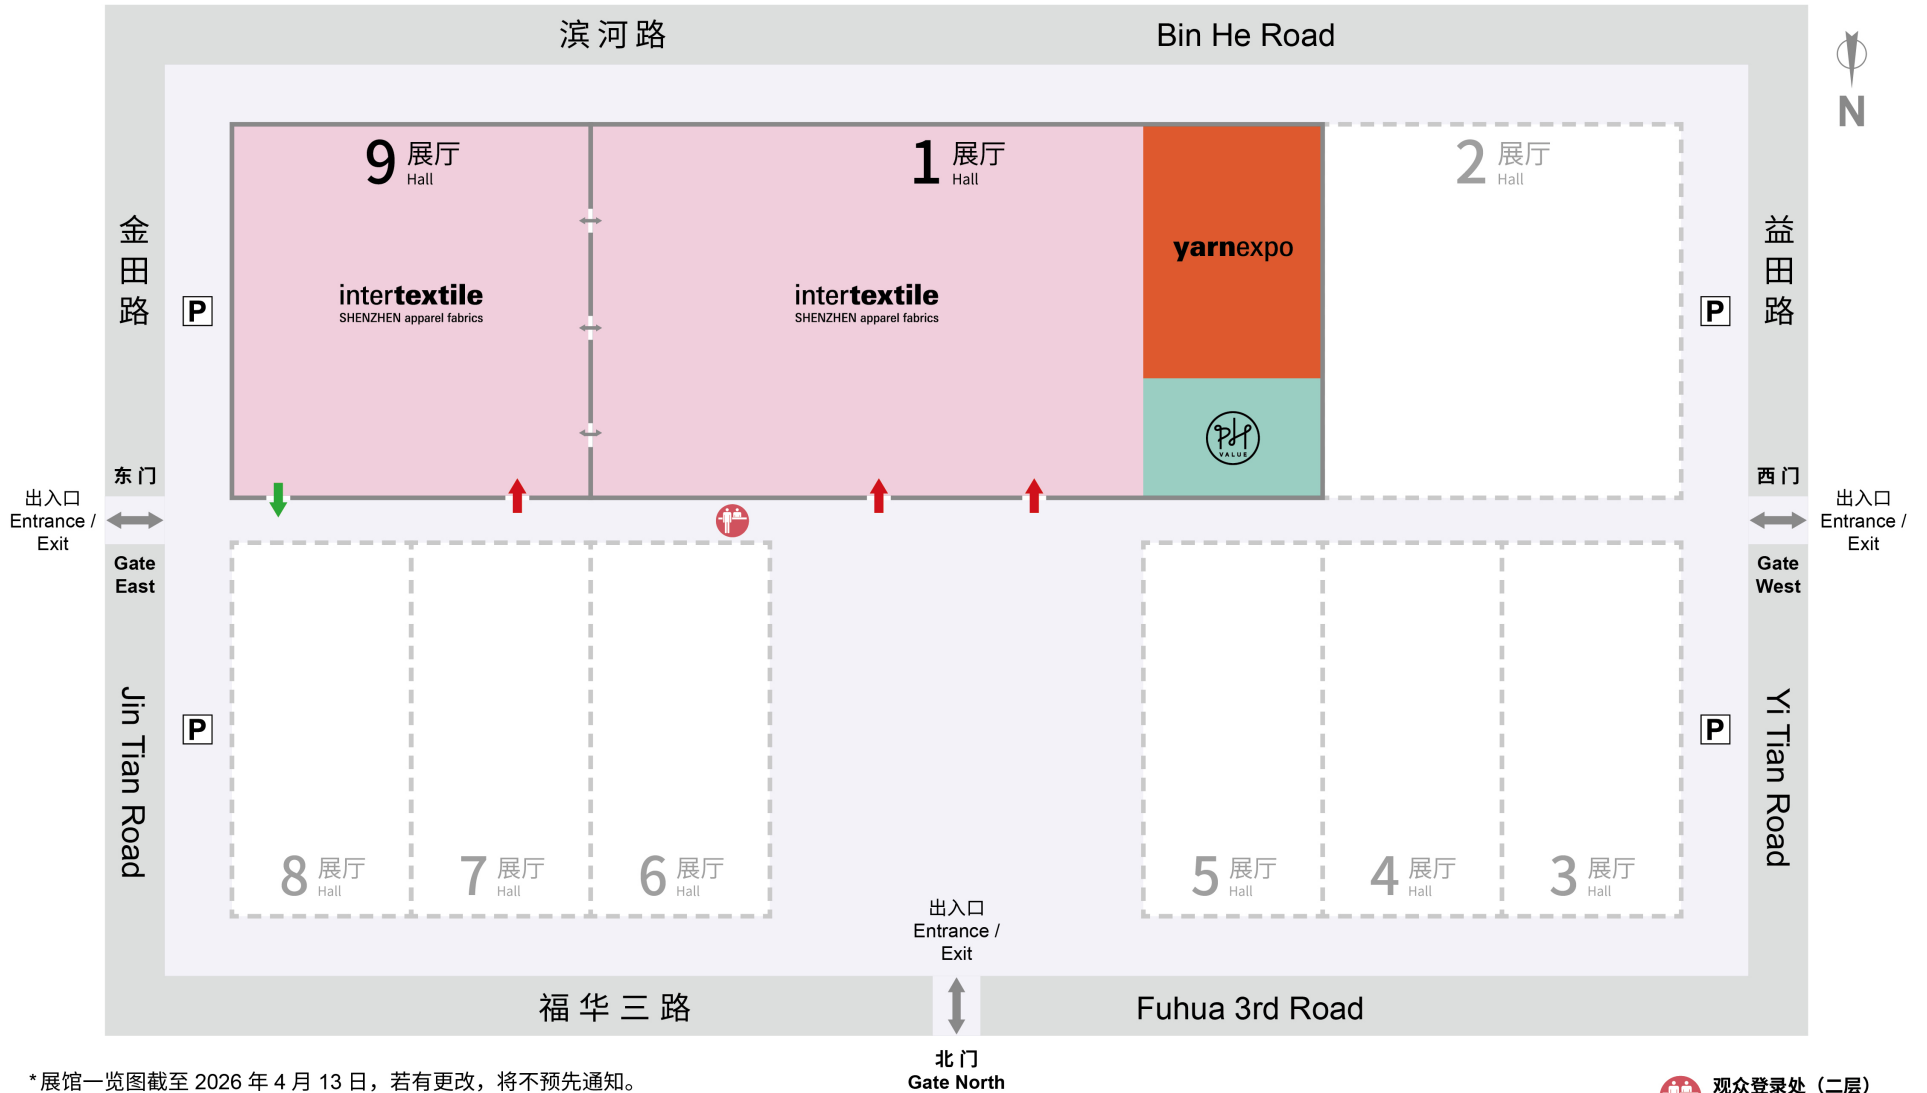 滨河路
Bin He Road
N
9 展厅
Hall
1 展厅
Hall
2 展厅
Hall
金田路
益田路
yarnexpo
intertextile
SHENZHEN apparel fabrics
intertextile
SHENZHEN apparel fabrics
P
P
PH
VALUE
东门
西门
出入口
Entrance /
Exit
出入口
Entrance /
Exit
Gate
East
Gate
West
Jin Tian Road
Yi Tian Road
P
P
8 展厅
Hall
7 展厅
Hall
6 展厅
Hall
5 展厅
Hall
4 展厅
Hall
3 展厅
Hall
出入口
Entrance /
Exit
福华三路
Fuhua 3rd Road
北门
Gate North
*展馆一览图截至 2026 年 4 月 13 日，若有更改，将不预先通知。
观众登录处（二层）